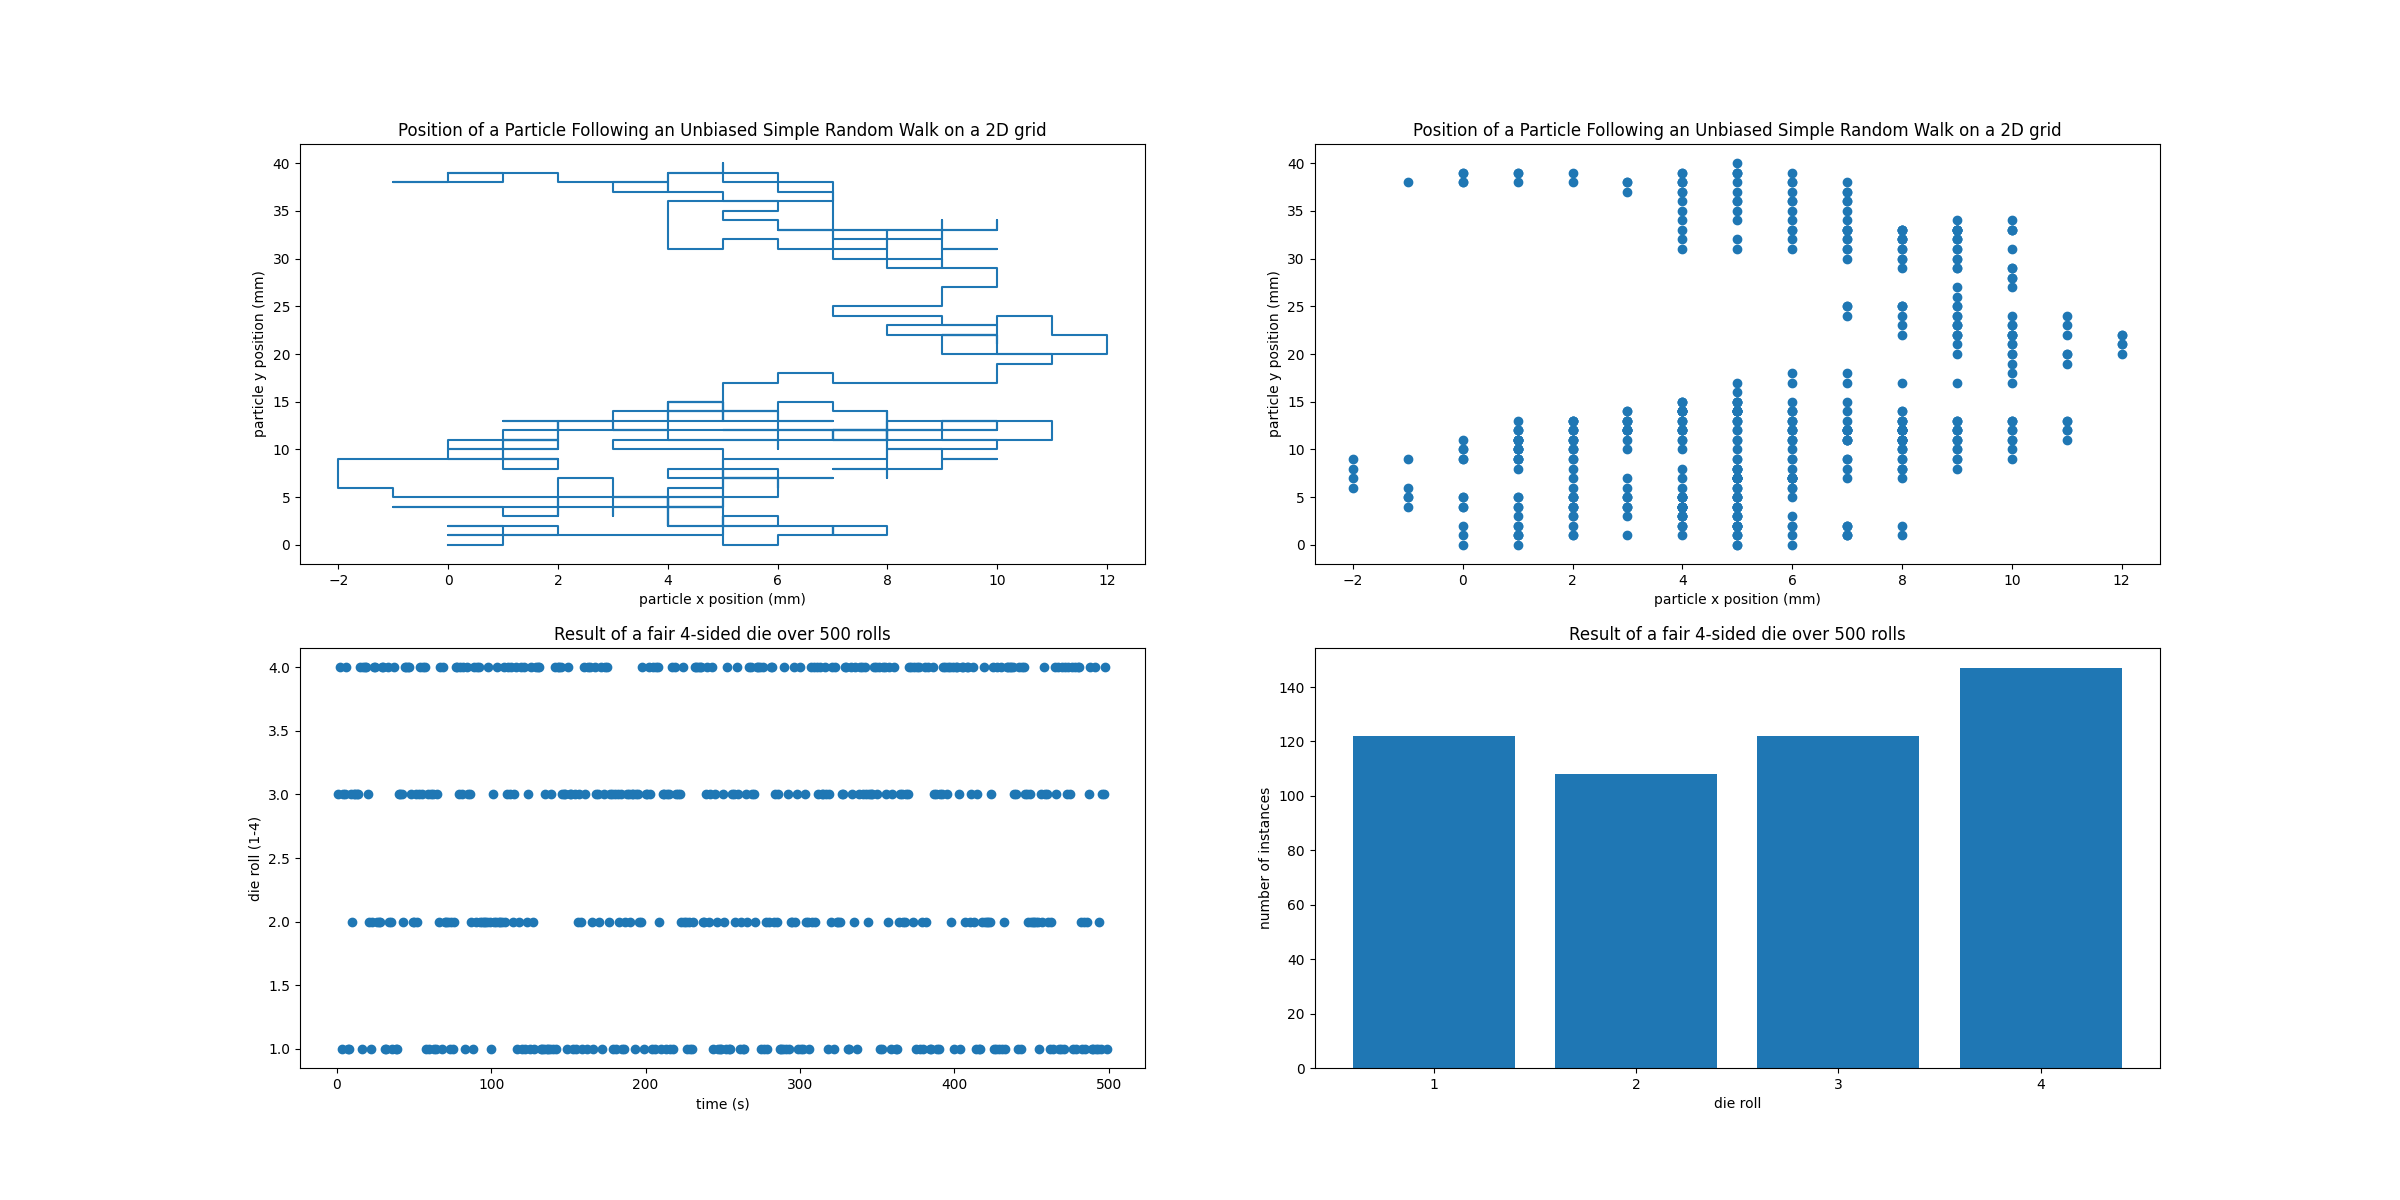 Position of a Particle Following an Unbiased Simple Random Walk on a 2D grid
particle y position (mm)
40
35
30
25
20
15
10
5
0
−2 0 2 4 6 8 10 12
particle x position (mm)
Position of a Particle Following an Unbiased Simple Random Walk on a 2D grid
particle y position (mm)
40
35
30
25
20
15
10
5
0
−2 0 2 4 6 8 10 12
particle x position (mm)
Result of a fair 4-sided die over 500 rolls
die roll (1-4)
4.0
3.5
3.0
2.5
2.0
1.5
1.0
0 100 200 300 400 500
time (s)
Result of a fair 4-sided die over 500 rolls
number of instances
140
120
100
80
60
40
20
0
1 2 3 4
die roll